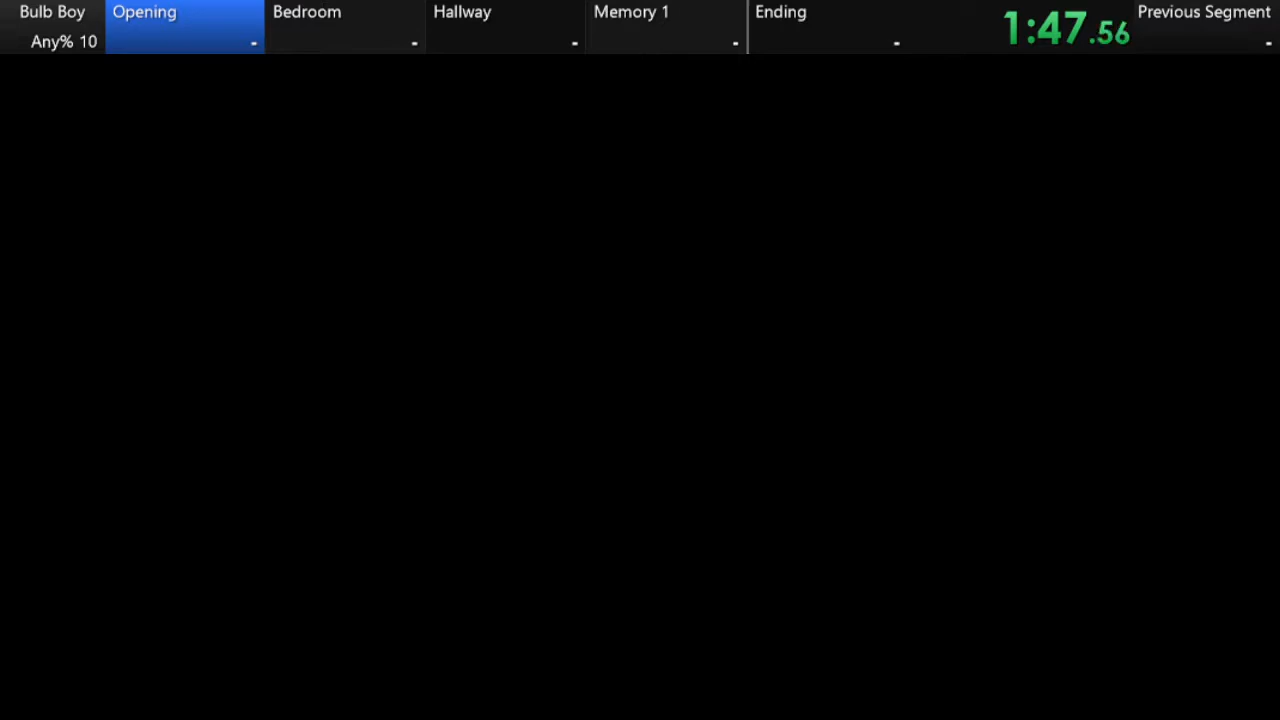 Bulb Boy
Any% 10
Opening
-
Bedroom
-
Hallway
-
Memory 1
-
Ending
-
1:47.56
Previous Segment
-